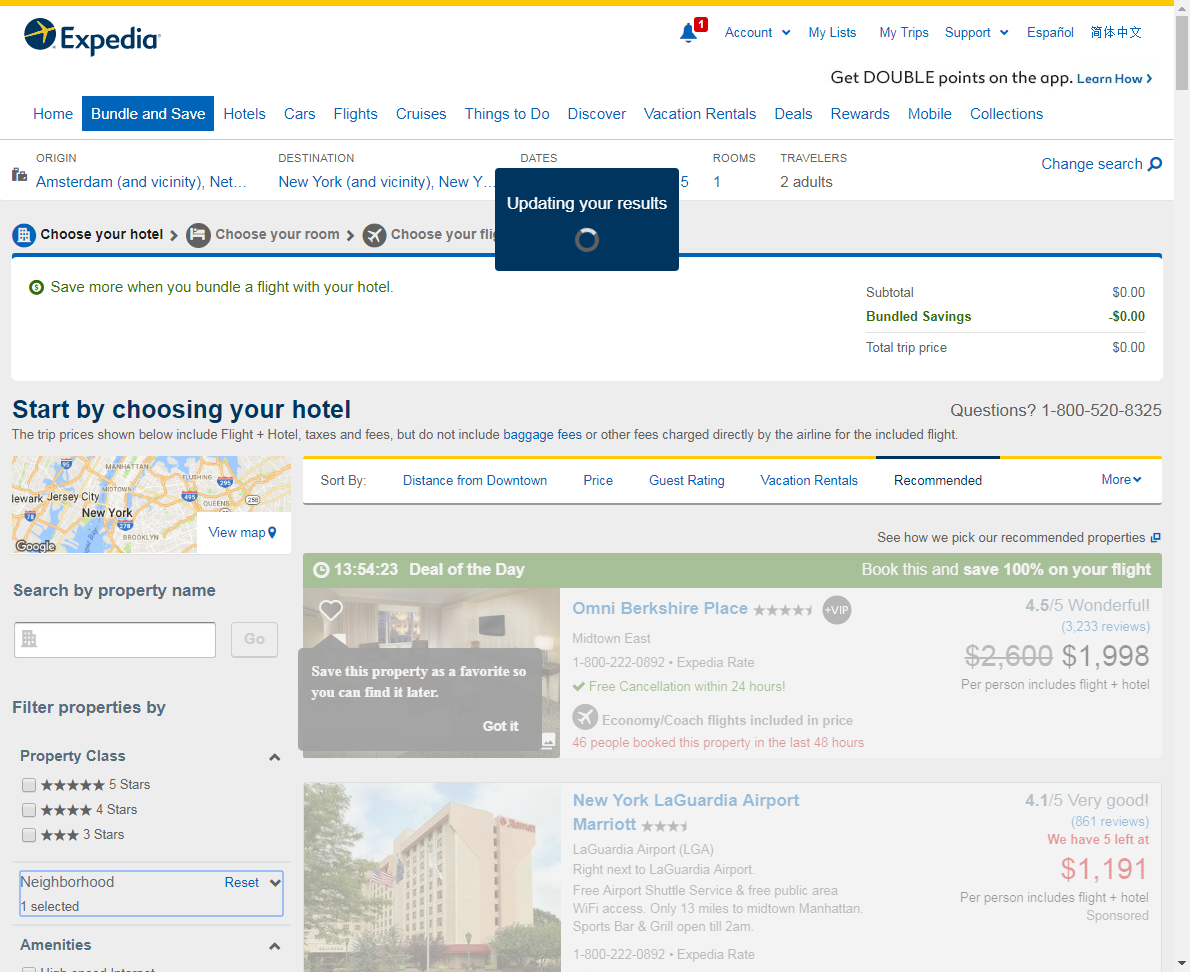 Expedia
1
Account
My Lists
My Trips
Support
Español
简体中文
Get DOUBLE points on the app. Learn How
Home
Bundle and Save
Hotels
Cars
Flights
Cruises
Things to Do
Discover
Vacation Rentals
Deals
Rewards
Mobile
Collections
ORIGIN
Amsterdam (and vicinity), Net...
DESTINATION
New York (and vicinity), New Y...
DATES
5
ROOMS
1
TRAVELERS
2 adults
Change search
Updating your results
Choose your hotel
Choose your room
Choose your
Save more when you bundle a flight with your hotel.
Subtotal $0.00
Bundled Savings -$0.00
Total trip price $0.00
Start by choosing your hotel
Questions? 1-800-520-8325
The trip prices shown below include Flight + Hotel, taxes and fees, but do not include baggage fees or other fees charged directly by the airline for the included flight.
MANHATTAN
95
FLUSHING
295
MIDTOWN
lewark Jersey City
495
QUEENS
258
78
New York
278
BROOKLYN
Google
View map
Sort By:
Distance from Downtown
Price
Guest Rating
Vacation Rentals
Recommended
More
See how we pick our recommended properties
Search by property name
Go
Filter properties by
Property Class
5 Stars
4 Stars
3 Stars
Neighborhood Reset
1 selected
Amenities
High-speed Internet
13:54:23 Deal of the Day
Book this and save 100% on your flight
Save this property as a favorite so
you can find it later.
Got it
Omni Berkshire Place
+VIP
Midtown East
1-800-222-0892 • Expedia Rate
Free Cancellation within 24 hours!
Economy/Coach flights included in price
46 people booked this property in the last 48 hours
4.5/5 Wonderful!
(3,233 reviews)
$2,600 $1,998
Per person includes flight + hotel
Marriott
New York LaGuardia Airport
Marriott
LaGuardia Airport (LGA)
Right next to LaGuardia Airport.
Free Airport Shuttle Service & free public area
WiFi access. Only 13 miles to midtown Manhattan.
Sports Bar & Grill open till 2am.
1-800-222-0892 • Expedia Rate
4.1/5 Very good!
(861 reviews)
We have 5 left at
$1,191
Per person includes flight + hotel
Sponsored